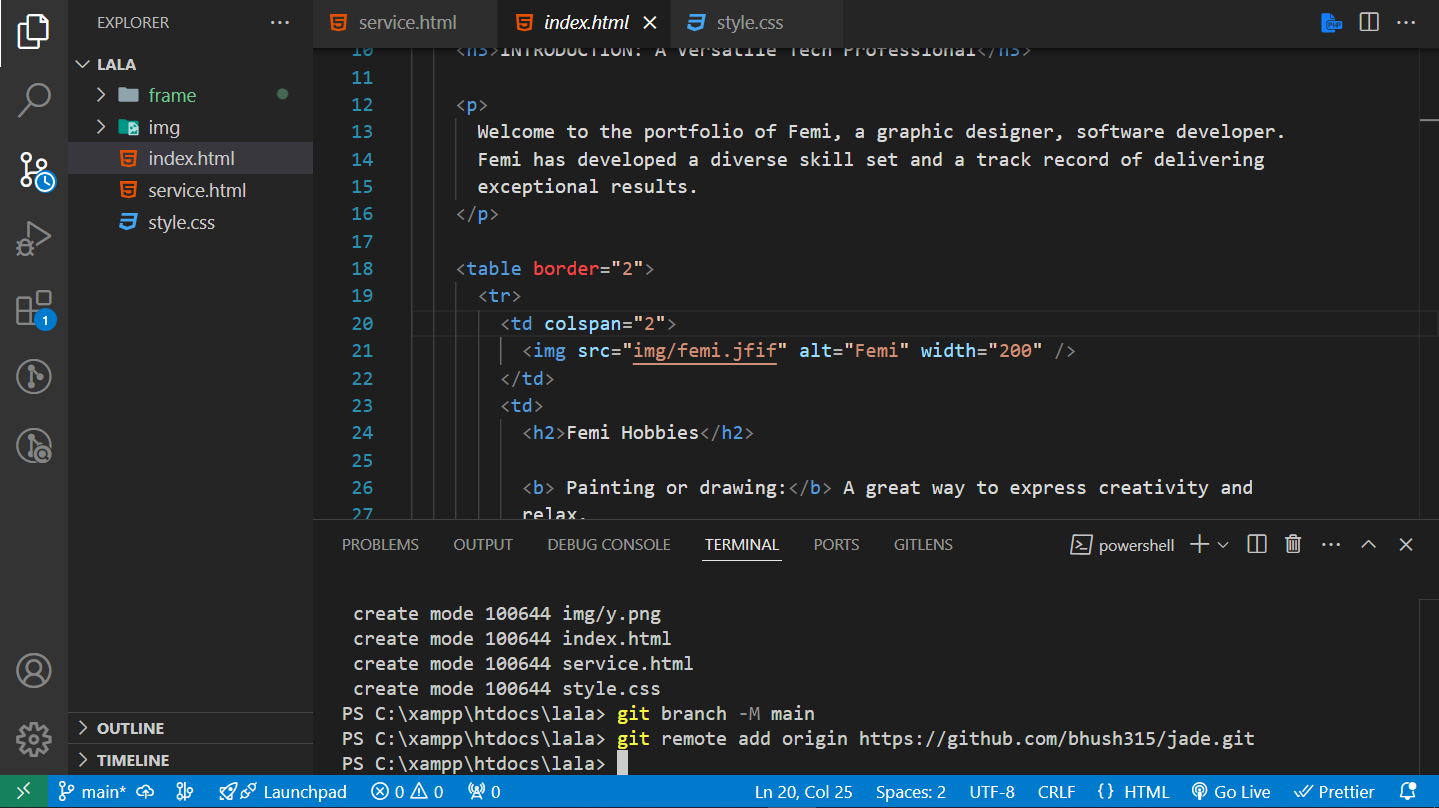 EXPLORER
LALA
frame
img
index.html
service.html
style.css
OUTLINE
TIMELINE
1
service.html
index.html
style.css
PHP
10 <h3>INTRODUCTION: A Versatile Tech Professional</h3>
11
12 <p>
13 Welcome to the portfolio of Femi, a graphic designer, software developer.
14 Femi has developed a diverse skill set and a track record of delivering
15 exceptional results.
16 </p>
17
18 <table border="2">
19 <tr>
20 <td colspan="2">
21 <img src="img/femi.jfif" alt="Femi" width="200" />
22 </td>
23 <td>
24 <h2>Femi Hobbies</h2>
25
26 <b> Painting or drawing:</b> A great way to express creativity and
27 relax.
PROBLEMS OUTPUT DEBUG CONSOLE TERMINAL PORTS GITLENS powershell
create mode 100644 img/y.png
create mode 100644 index.html
create mode 100644 service.html
create mode 100644 style.css
PS C:\xampp\htdocs\lala> git branch -M main
PS C:\xampp\htdocs\lala> git remote add origin https://github.com/bhush315/jade.git
PS C:\xampp\htdocs\lala>
main* Launchpad 0 0 0 Ln 20, Col 25 Spaces: 2 UTF-8 CRLF {} HTML Go Live Prettier